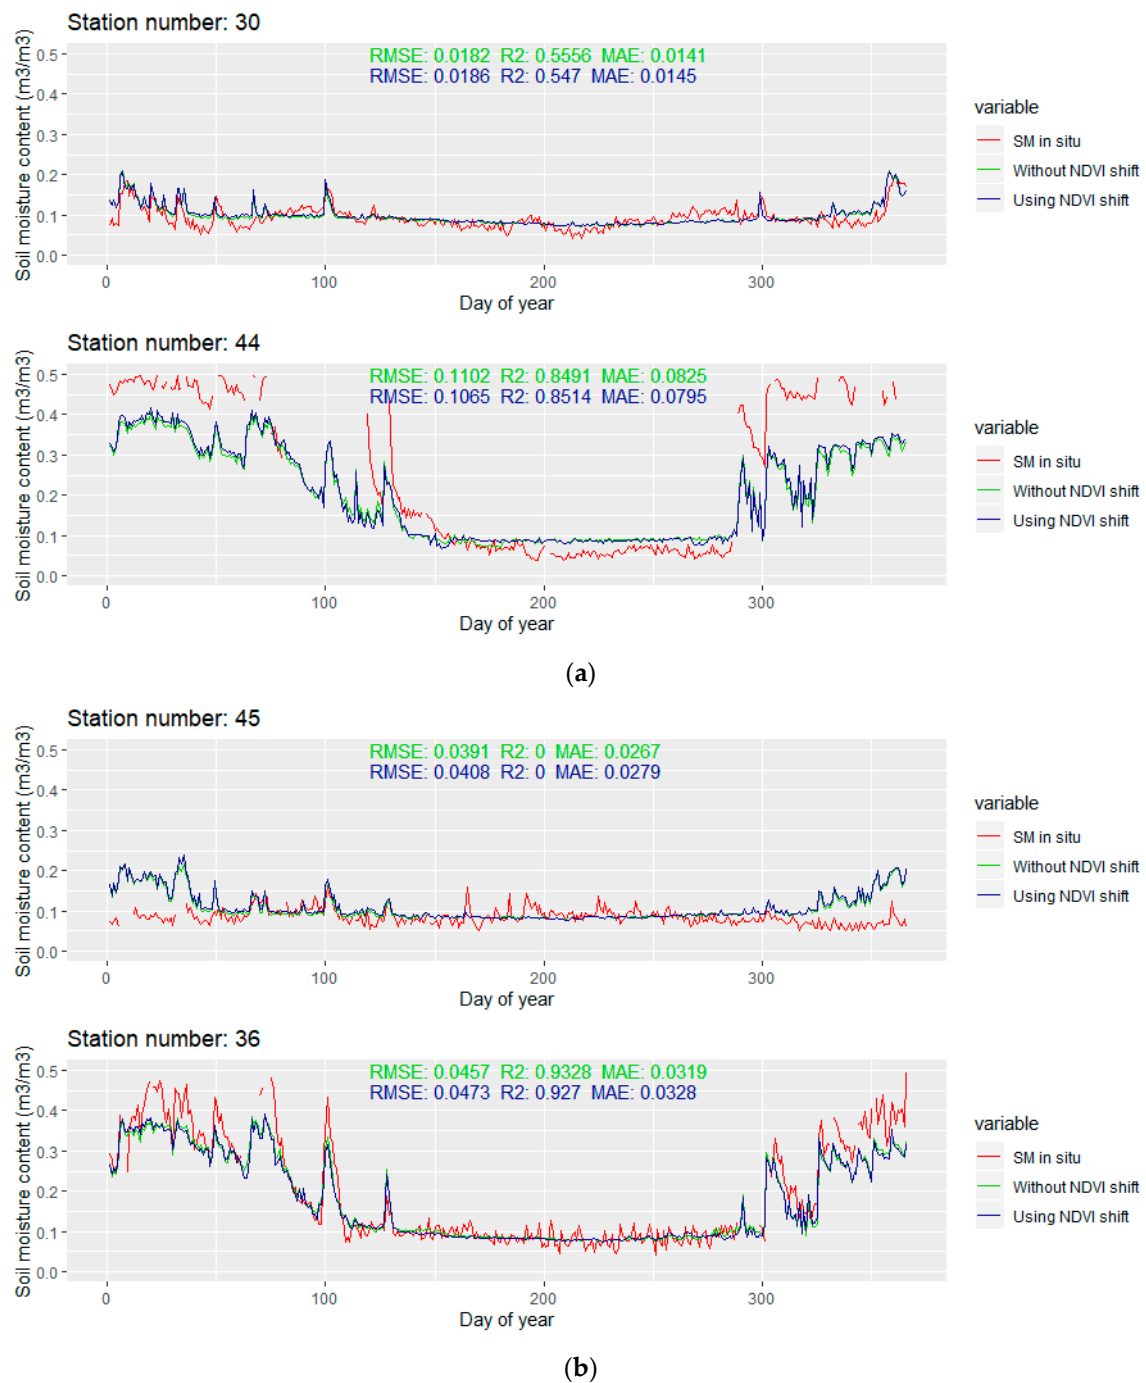 Station number: 30
RMSE: 0.0182 R2: 0.5556 MAE: 0.0141
RMSE: 0.0186 R2: 0.547 MAE: 0.0145
Soil moisture content (m3/m3)
0.5
0.4
0.3
0.2
0.1
0.0
0 100 200 300
Day of year
variable
SM in situ
Without NDVI shift
Using NDVI shift
Station number: 44
RMSE: 0.1102 R2: 0.8491 MAE: 0.0825
RMSE: 0.1065 R2: 0.8514 MAE: 0.0795
Soil moisture content (m3/m3)
0.5
0.4
0.3
0.2
0.1
0.0
0 100 200 300
Day of year
variable
SM in situ
Without NDVI shift
Using NDVI shift
(a)
Station number: 45
RMSE: 0.0391 R2: 0 MAE: 0.0267
RMSE: 0.0408 R2: 0 MAE: 0.0279
Soil moisture content (m3/m3)
0.5
0.4
0.3
0.2
0.1
0.0
0 100 200 300
Day of year
variable
SM in situ
Without NDVI shift
Using NDVI shift
Station number: 36
RMSE: 0.0457 R2: 0.9328 MAE: 0.0319
RMSE: 0.0473 R2: 0.927 MAE: 0.0328
Soil moisture content (m3/m3)
0.5
0.4
0.3
0.2
0.1
0.0
0 100 200 300
Day of year
variable
SM in situ
Without NDVI shift
Using NDVI shift
(b)